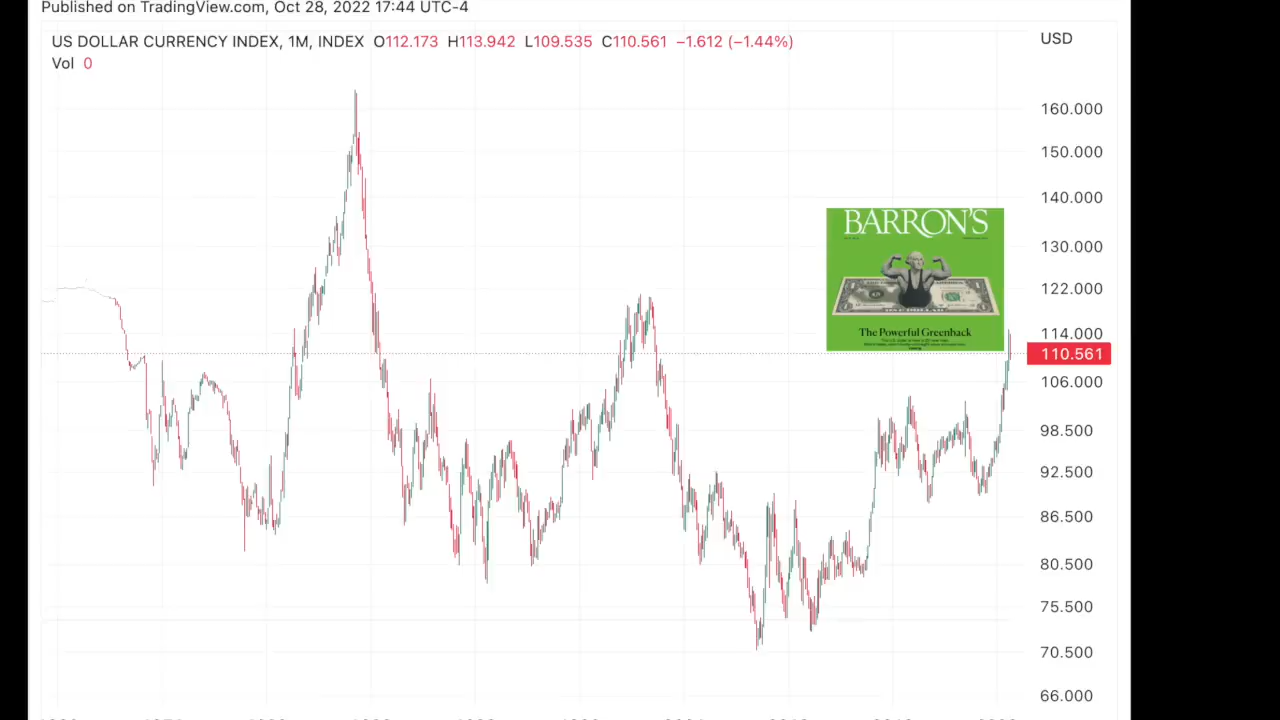 Published on TradingView.com, Oct 28, 2022 17:44 UTC-4
US DOLLAR CURRENCY INDEX, 1M, INDEX O112.173 H113.942 L109.535 C110.561 −1.612 (−1.44%)
Vol 0
USD
160.000
150.000
140.000
130.000
122.000
114.000
110.561
106.000
98.500
92.500
86.500
80.500
75.500
70.500
66.000
BARRON'S
The Powerful Greenback